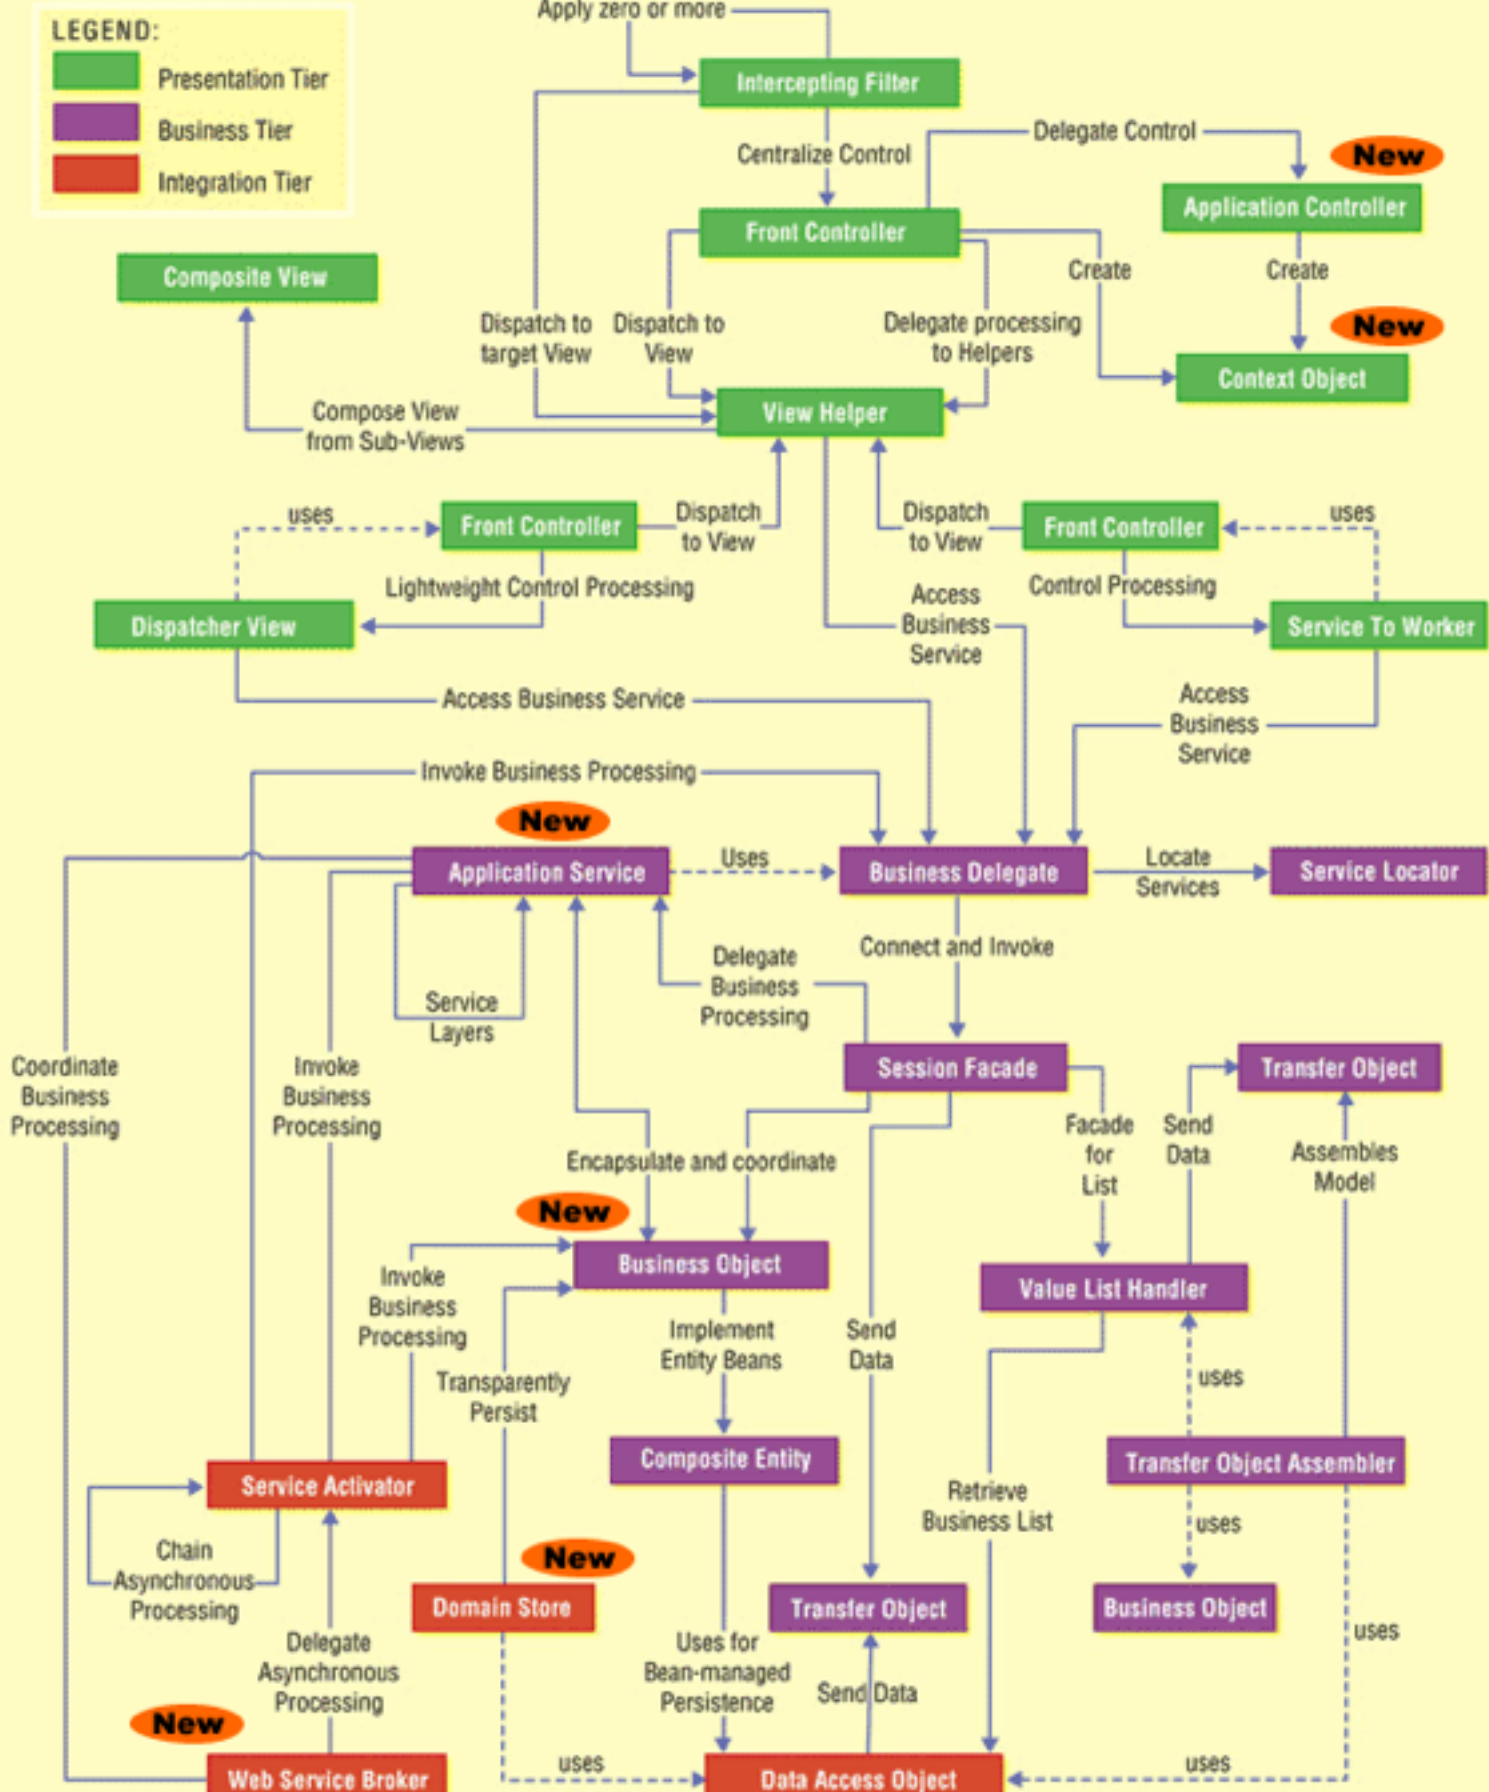 Apply zero or more
LEGEND:
Presentation Tier
Business Tier
Integration Tier
Intercepting Filter
Centralize Control
Delegate Control
New
Application Controller
Front Controller
Composite View
Create
Create
New
Dispatch to
target View
Dispatch to
View
Delegate processing
to Helpers
Context Object
View Helper
Compose View
from Sub-Views
uses
Front Controller
Dispatch
to View
Dispatch
to View
Front Controller
uses
Lightweight Control Processing
Access
Business
Service
Control Processing
Dispatcher View
Service To Worker
Access Business Service
Access
Business
Service
Invoke Business Processing
New
Application Service
Uses
Business Delegate
Locate
Services
Service Locator
Connect and Invoke
Delegate
Business
Processing
Service
Layers
Coordinate
Business
Processing
Invoke
Business
Processing
Session Facade
Transfer Object
Facade
for
List
Send
Data
Assembles
Model
Encapsulate and coordinate
New
Business Object
Invoke
Business
Processing
Value List Handler
Implement
Entity Beans
Send
Data
uses
Transparently
Persist
Composite Entity
Transfer Object Assembler
Service Activator
Retrieve
Business List
uses
Chain
Asynchronous
Processing
New
Domain Store
Transfer Object
Business Object
uses
Delegate
Asynchronous
Processing
Uses for
Bean-managed
Persistence
Send Data
New
Web Service Broker
uses
Data Access Object
uses